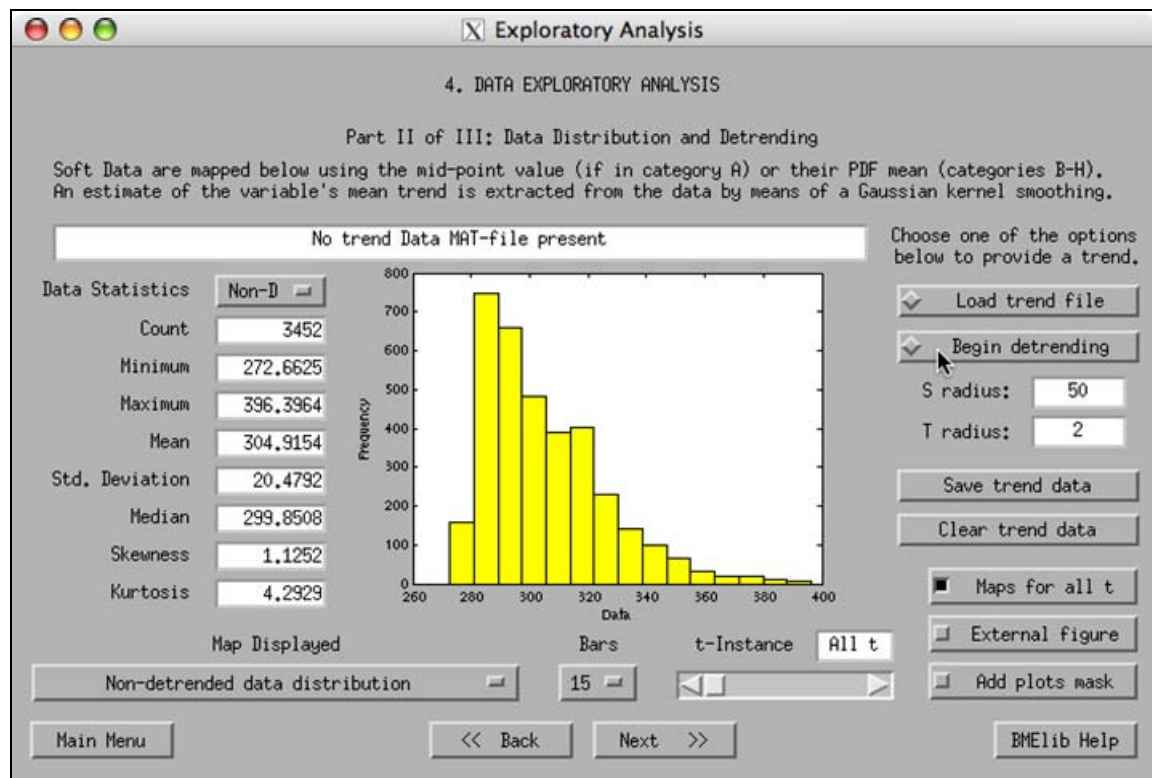 X Exploratory Analysis
4. DATA EXPLORATORY ANALYSIS
Part II of III: Data Distribution and Detrending
Soft Data are mapped below using the mid-point value (if in category A) or their PDF mean (categories B-H).
An estimate of the variable's mean trend is extracted from the data by means of a Gaussian kernel smoothing.
No trend Data MAT-file present
Choose one of the options
below to provide a trend.
Data Statistics Non-D
Count 3452
Minimum 272.6625
Maximum 396.3964
Mean 304.9154
Std. Deviation 20.4792
Median 299.8508
Skewness 1.1252
Kurtosis 4.2929
Frequency
800
700
600
500
400
300
200
100
0
260 280 300 320 340 360 380 400
Data
Load trend file
Begin detrending
S radius: 50
T radius: 2
Save trend data
Clear trend data
Maps for all t
External figure
Add plots mask
Map Displayed
Non-detrended data distribution
Bars
15
t-Instance All t
Main Menu
<< Back
Next >>
BMElib Help